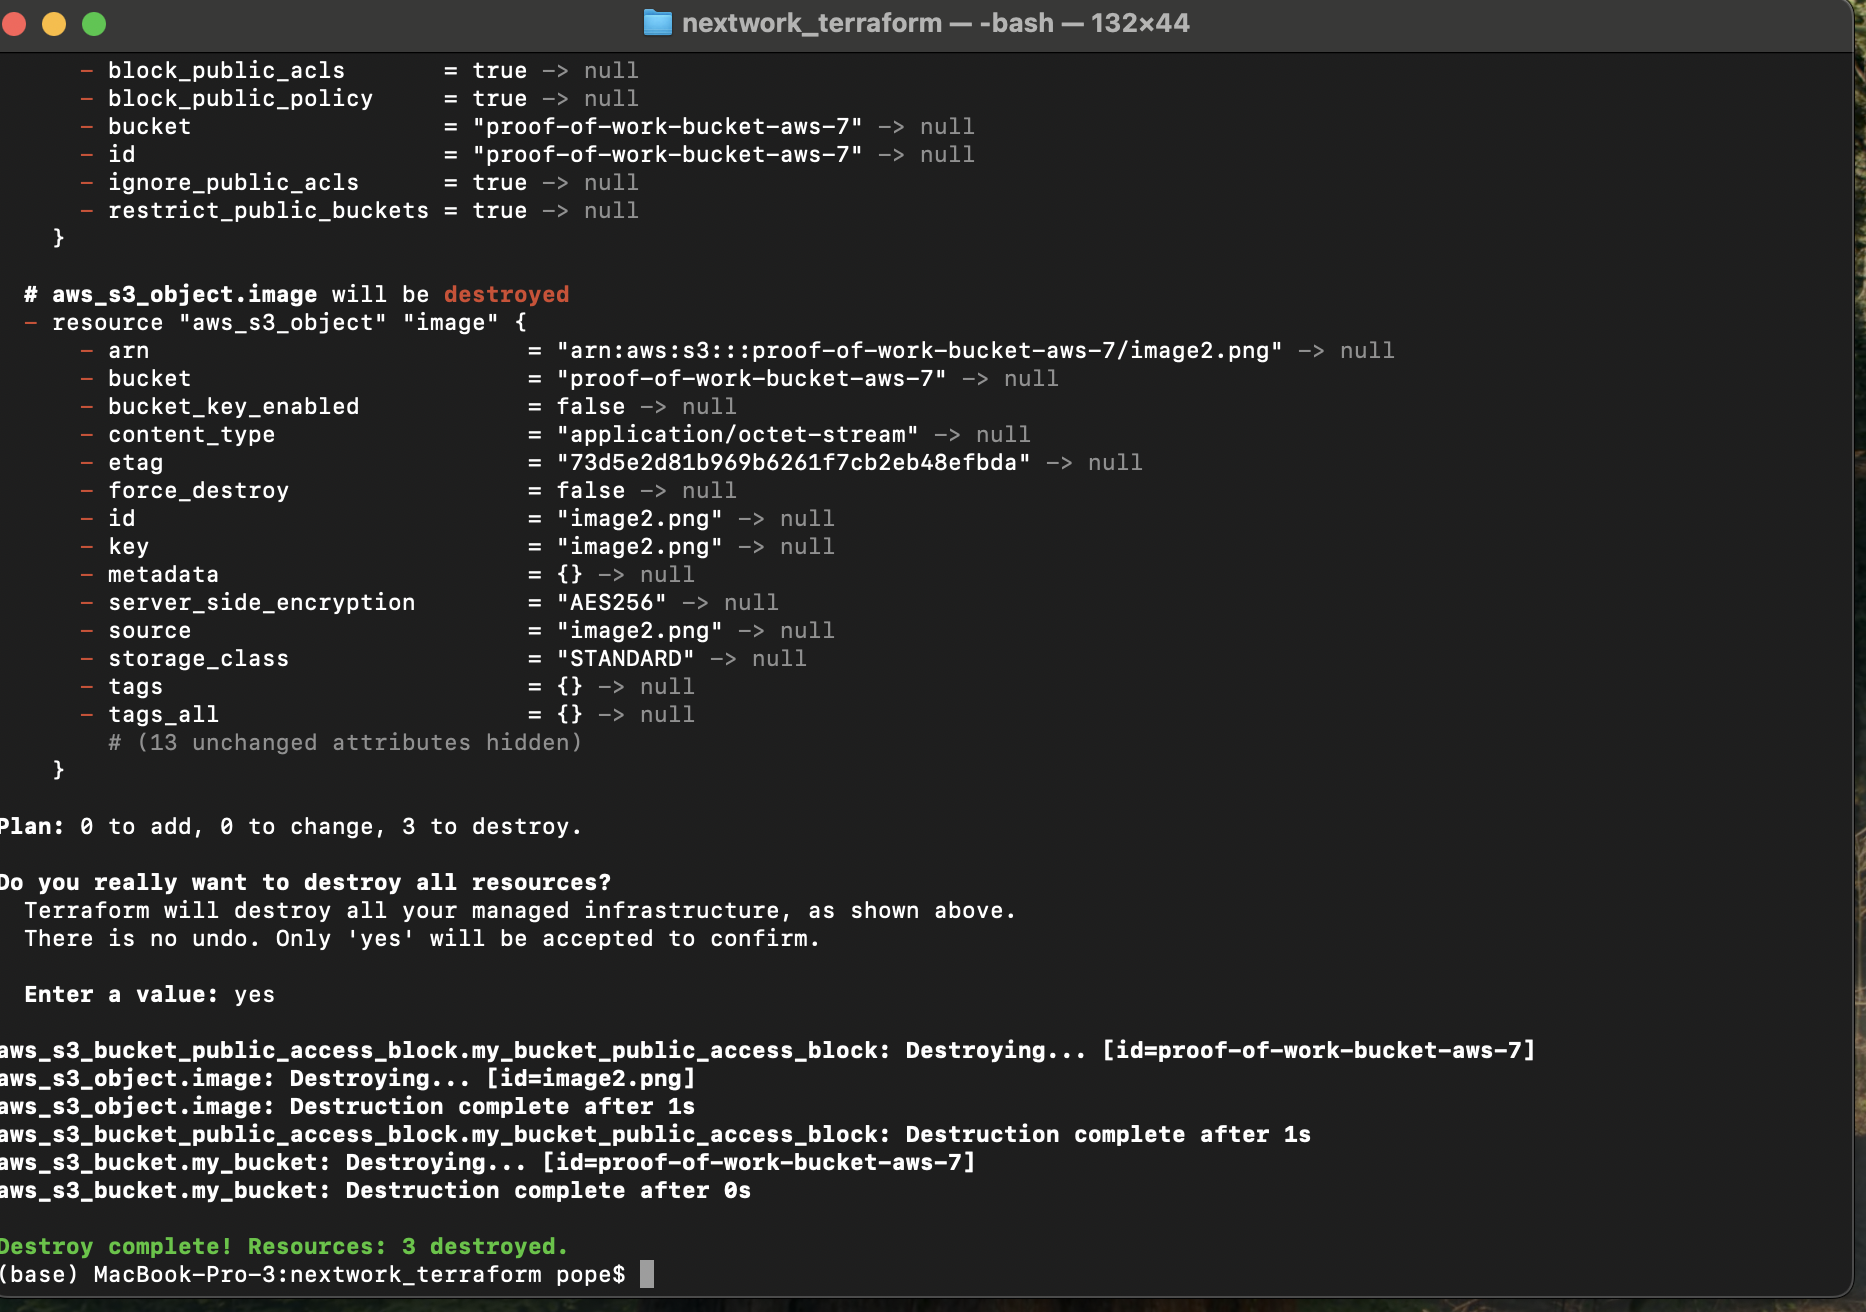 nextwork_terraform — -bash — 132×44
- block_public_acls       = true -> null
- block_public_policy     = true -> null
- bucket                  = "proof-of-work-bucket-aws-7" -> null
- id                      = "proof-of-work-bucket-aws-7" -> null
- ignore_public_acls      = true -> null
- restrict_public_buckets = true -> null
}
# aws_s3_object.image will be destroyed
- resource "aws_s3_object" "image" {
- arn                           = "arn:aws:s3:::proof-of-work-bucket-aws-7/image2.png" -> null
- bucket                        = "proof-of-work-bucket-aws-7" -> null
- bucket_key_enabled            = false -> null
- content_type                  = "application/octet-stream" -> null
- etag                          = "73d5e2d81b969b6261f7cb2eb48efbda" -> null
- force_destroy                 = false -> null
- id                            = "image2.png" -> null
- key                           = "image2.png" -> null
- metadata                      = {} -> null
- server_side_encryption        = "AES256" -> null
- source                        = "image2.png" -> null
- storage_class                 = "STANDARD" -> null
- tags                          = {} -> null
- tags_all                      = {} -> null
# (13 unchanged attributes hidden)
}
Plan: 0 to add, 0 to change, 3 to destroy.
Do you really want to destroy all resources?
Terraform will destroy all your managed infrastructure, as shown above.
There is no undo. Only 'yes' will be accepted to confirm.
Enter a value: yes
aws_s3_bucket_public_access_block.my_bucket_public_access_block: Destroying... [id=proof-of-work-bucket-aws-7]
aws_s3_object.image: Destroying... [id=image2.png]
aws_s3_object.image: Destruction complete after 1s
aws_s3_bucket_public_access_block.my_bucket_public_access_block: Destruction complete after 1s
aws_s3_bucket.my_bucket: Destroying... [id=proof-of-work-bucket-aws-7]
aws_s3_bucket.my_bucket: Destruction complete after 0s
Destroy complete! Resources: 3 destroyed.
(base) MacBook-Pro-3:nextwork_terraform pope$